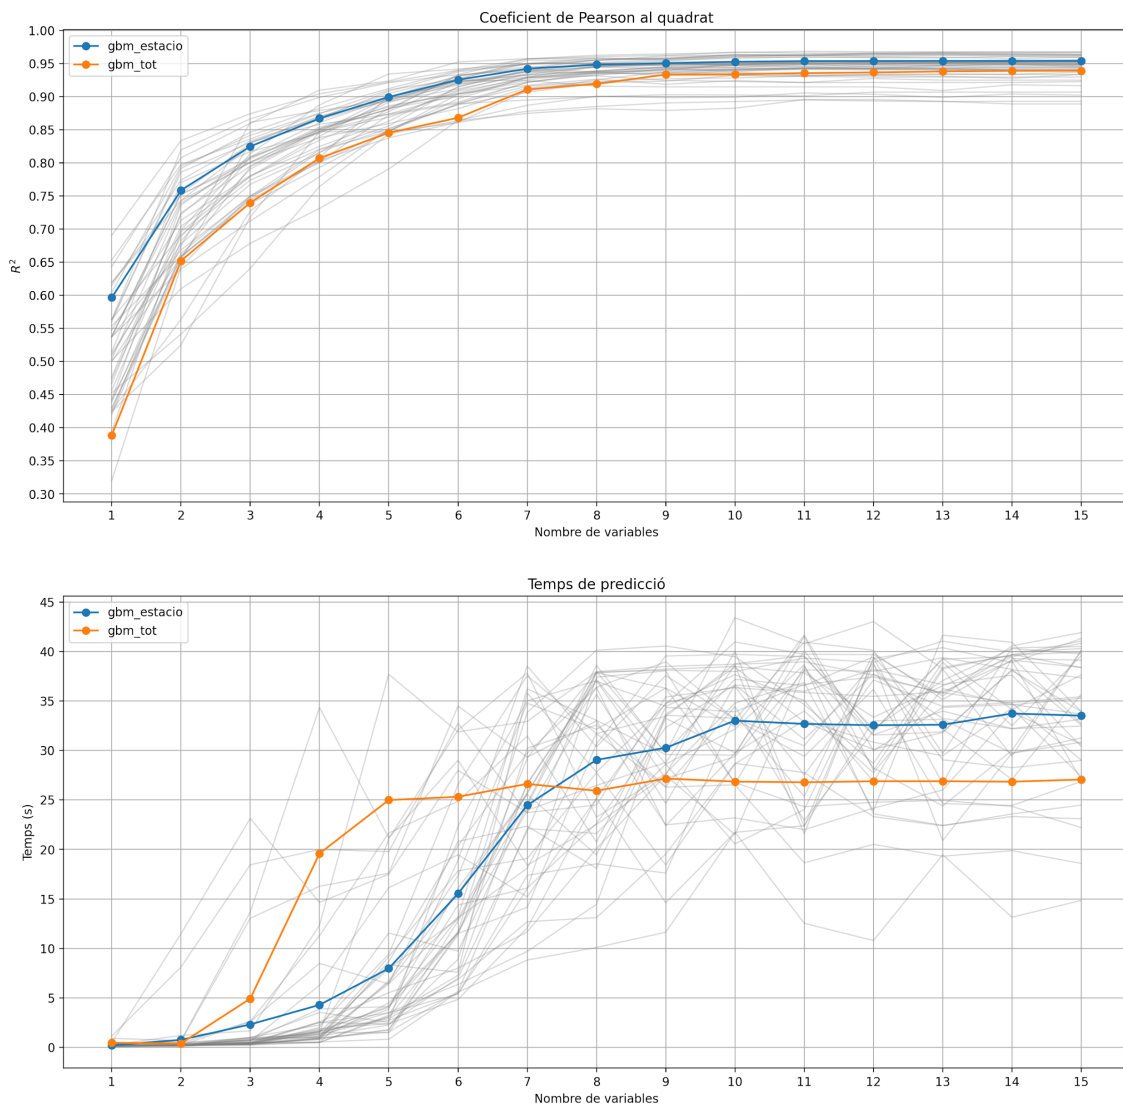 Coeficient de Pearson al quadrat
gbm_estacio
gbm_tot
1.00
0.95
0.90
0.85
0.80
0.75
0.70
0.65
0.60
0.55
0.50
0.45
0.40
0.35
0.30
R²
1 2 3 4 5 6 7 8 9 10 11 12 13 14 15
Nombre de variables
Temps de predicció
gbm_estacio
gbm_tot
45
40
35
30
25
20
15
10
5
0
Temps (s)
1 2 3 4 5 6 7 8 9 10 11 12 13 14 15
Nombre de variables